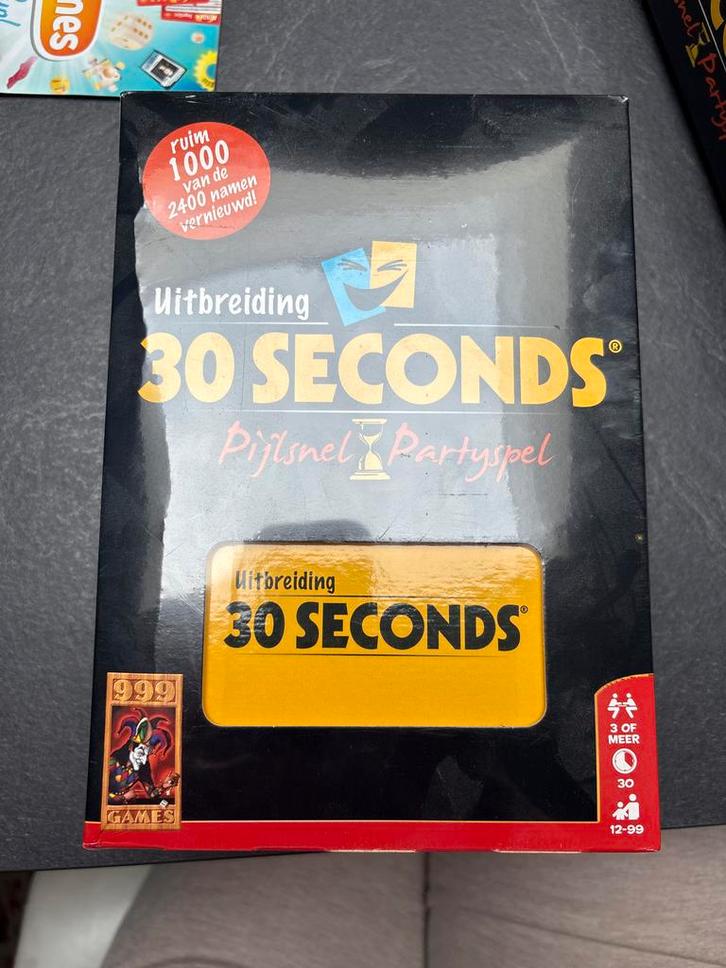 nes
ruim
1000
van de
2400 namen
vernieuwd!
Uitbreiding
30 SECONDS®
Pijlsnel Partyspel
Uitbreiding
30 SECONDS®
999
GAMES
3 OF
MEER
30
12-99